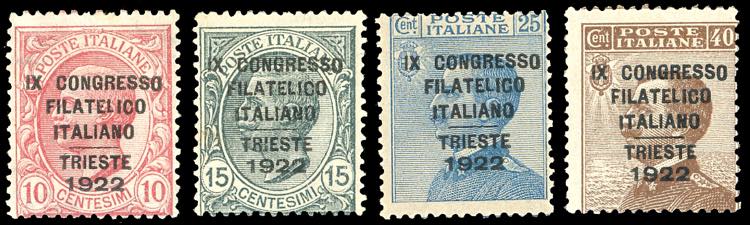 POSTE ITALIANE
IX CONGRESSO
FILATELICO
ITALIANO
TRIESTE
1922
10 CENTESIMI 10
POSTE ITALIANE
IX CONGRESSO
FILATELICO
ITALIANO
TRIESTE
1922
15 CENTESIMI 15
Cent POSTE 25
ITALIANE
IX CONGRESSO
FILATELICO
ITALIANO
TRIESTE
1922
Cent POSTE 40
ITALIANE
IX CONGRESSO
FILATELICO
ITALIANO
TRIESTE
1922